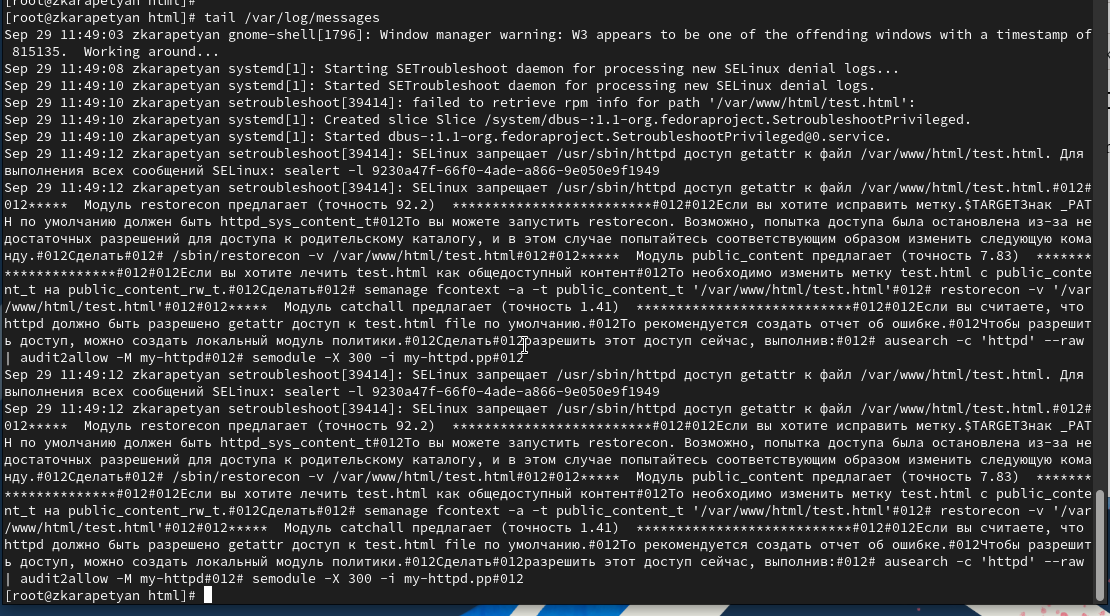 [root@zkarapetyan html]#
[root@zkarapetyan html]# tail /var/log/messages
Sep 29 11:49:03 zkarapetyan gnome-shell[1796]: Window manager warning: W3 appears to be one of the offending windows with a timestamp of
 815135.  Working around...
Sep 29 11:49:08 zkarapetyan systemd[1]: Starting SETroubleshoot daemon for processing new SELinux denial logs...
Sep 29 11:49:10 zkarapetyan systemd[1]: Started SETroubleshoot daemon for processing new SELinux denial logs.
Sep 29 11:49:10 zkarapetyan setroubleshoot[39414]: failed to retrieve rpm info for path '/var/www/html/test.html':
Sep 29 11:49:10 zkarapetyan systemd[1]: Created slice Slice /system/dbus-:1.1-org.fedoraproject.SetroubleshootPrivileged.
Sep 29 11:49:10 zkarapetyan systemd[1]: Started dbus-:1.1-org.fedoraproject.SetroubleshootPrivileged@0.service.
Sep 29 11:49:12 zkarapetyan setroubleshoot[39414]: SELinux запрещает /usr/sbin/httpd доступ getattr к файл /var/www/html/test.html. Для
выполнения всех сообщений SELinux: sealert -l 9230a47f-66f0-4ade-a866-9e050e9f1949
Sep 29 11:49:12 zkarapetyan setroubleshoot[39414]: SELinux запрещает /usr/sbin/httpd доступ getattr к файл /var/www/html/test.html.#012#
012*****  Модуль restorecon предлагает (точность 92.2)  *************************#012#012Если вы хотите исправить метку.$TARGETЗнак _PAT
H по умолчанию должен быть httpd_sys_content_t#012То вы можете запустить restorecon. Возможно, попытка доступа была остановлена из-за не
достаточных разрешений для доступа к родительскому каталогу, и в этом случае попытайтесь соответствующим образом изменить следующую кома
нду.#012Сделать#012# /sbin/restorecon -v /var/www/html/test.html#012#012*****  Модуль public_content предлагает (точность 7.83)  *******
**************#012#012Если вы хотите лечить test.html как общедоступный контент#012То необходимо изменить метку test.html с public_conte
nt_t на public_content_rw_t.#012Сделать#012# semanage fcontext -a -t public_content_t '/var/www/html/test.html'#012# restorecon -v '/var
/www/html/test.html'#012#012*****  Модуль catchall предлагает (точность 1.41)  ***************************#012#012Если вы считаете, что
httpd должно быть разрешено getattr доступ к test.html file по умолчанию.#012То рекомендуется создать отчет об ошибке.#012Чтобы разрешит
ь доступ, можно создать локальный модуль политики.#012Сделать#012разрешить этот доступ сейчас, выполнив:#012# ausearch -c 'httpd' --raw
| audit2allow -M my-httpd#012# semodule -X 300 -i my-httpd.pp#012
Sep 29 11:49:12 zkarapetyan setroubleshoot[39414]: SELinux запрещает /usr/sbin/httpd доступ getattr к файл /var/www/html/test.html. Для
выполнения всех сообщений SELinux: sealert -l 9230a47f-66f0-4ade-a866-9e050e9f1949
Sep 29 11:49:12 zkarapetyan setroubleshoot[39414]: SELinux запрещает /usr/sbin/httpd доступ getattr к файл /var/www/html/test.html.#012#
012*****  Модуль restorecon предлагает (точность 92.2)  *************************#012#012Если вы хотите исправить метку.$TARGETЗнак _PAT
H по умолчанию должен быть httpd_sys_content_t#012То вы можете запустить restorecon. Возможно, попытка доступа была остановлена из-за не
достаточных разрешений для доступа к родительскому каталогу, и в этом случае попытайтесь соответствующим образом изменить следующую кома
нду.#012Сделать#012# /sbin/restorecon -v /var/www/html/test.html#012#012*****  Модуль public_content предлагает (точность 7.83)  *******
**************#012#012Если вы хотите лечить test.html как общедоступный контент#012То необходимо изменить метку test.html с public_conte
nt_t на public_content_rw_t.#012Сделать#012# semanage fcontext -a -t public_content_t '/var/www/html/test.html'#012# restorecon -v '/var
/www/html/test.html'#012#012*****  Модуль catchall предлагает (точность 1.41)  ***************************#012#012Если вы считаете, что
httpd должно быть разрешено getattr доступ к test.html file по умолчанию.#012То рекомендуется создать отчет об ошибке.#012Чтобы разрешит
ь доступ, можно создать локальный модуль политики.#012Сделать#012разрешить этот доступ сейчас, выполнив:#012# ausearch -c 'httpd' --raw
| audit2allow -M my-httpd#012# semodule -X 300 -i my-httpd.pp#012
[root@zkarapetyan html]#